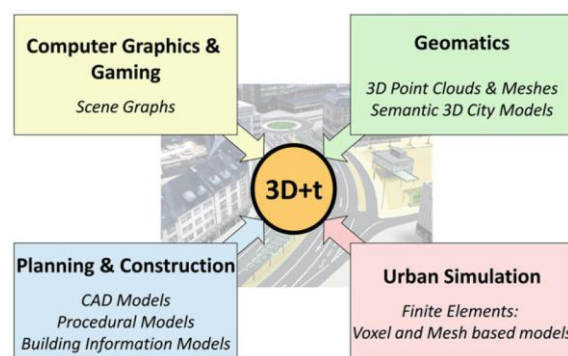 Computer Graphics &
Gaming
Scene Graphs
Geomatics
3D Point Clouds & Meshes
Semantic 3D City Models
3D+t
Planning & Construction
CAD Models
Procedural Models
Building Information Models
Urban Simulation
Finite Elements:
Voxel and Mesh based models